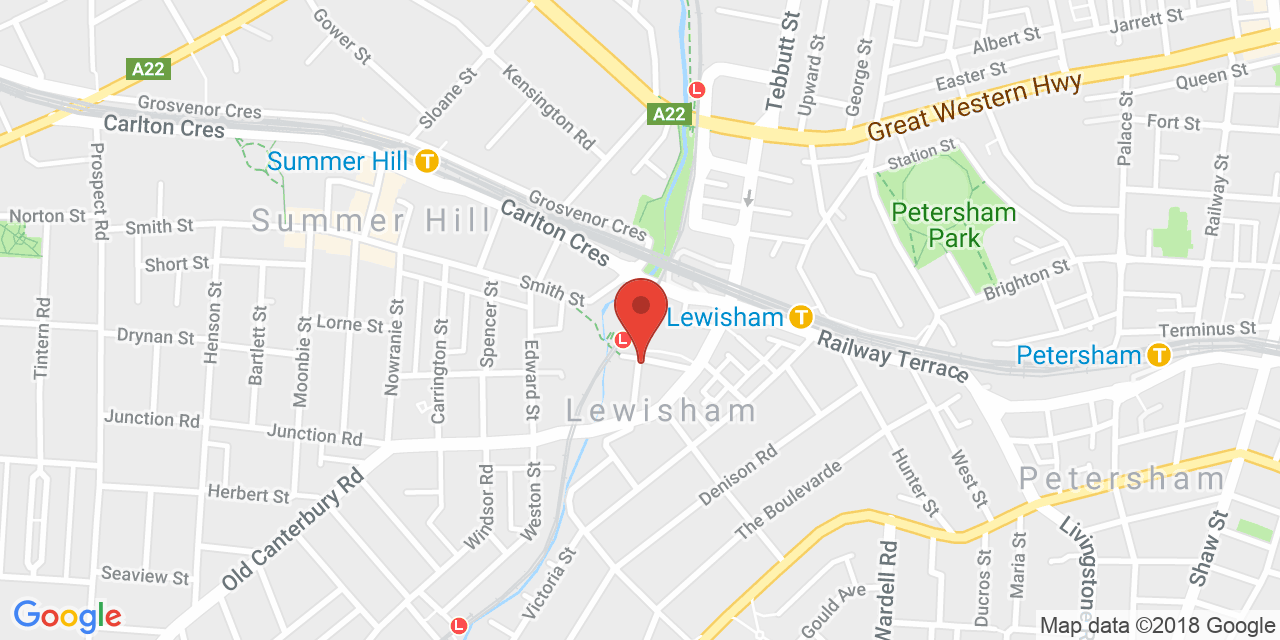 Gower St
A22
Sloane St
Kensington Rd
A22
L
Tebbutt St
Upward St
George St
Albert St
Jarrett St
Easter St
Queen St
Great Western Hwy
Palace St
Fort St
Station St
Railway St
Grosvenor Cres
Carlton Cres
Prospect Rd
Summer Hill
T
Grosvenor Cres
Carlton Cres
Petersham
Park
Norton St
Smith St
Summer Hill
Short St
Smith St
Brighton St
Tintern Rd
Drynan St
Henson St
Bartlett St
Moonbie St
Lorne St
Nowranie St
Carrington St
Spencer St
Edward St
L
Lewisham
T
Railway Terrace
Terminus St
Petersham
T
Junction Rd
Junction Rd
Lewisham
Herbert St
Old Canterbury Rd
Windsor Rd
Weston St
Denison Rd
The Boulevarde
Hunter St
West St
Petersham
Seaview St
Victoria St
L
Gould Ave
Wardell Rd
Ducros St
Maria St
Livingstone Rd
Shaw St
Google
Map data ©2018 Google